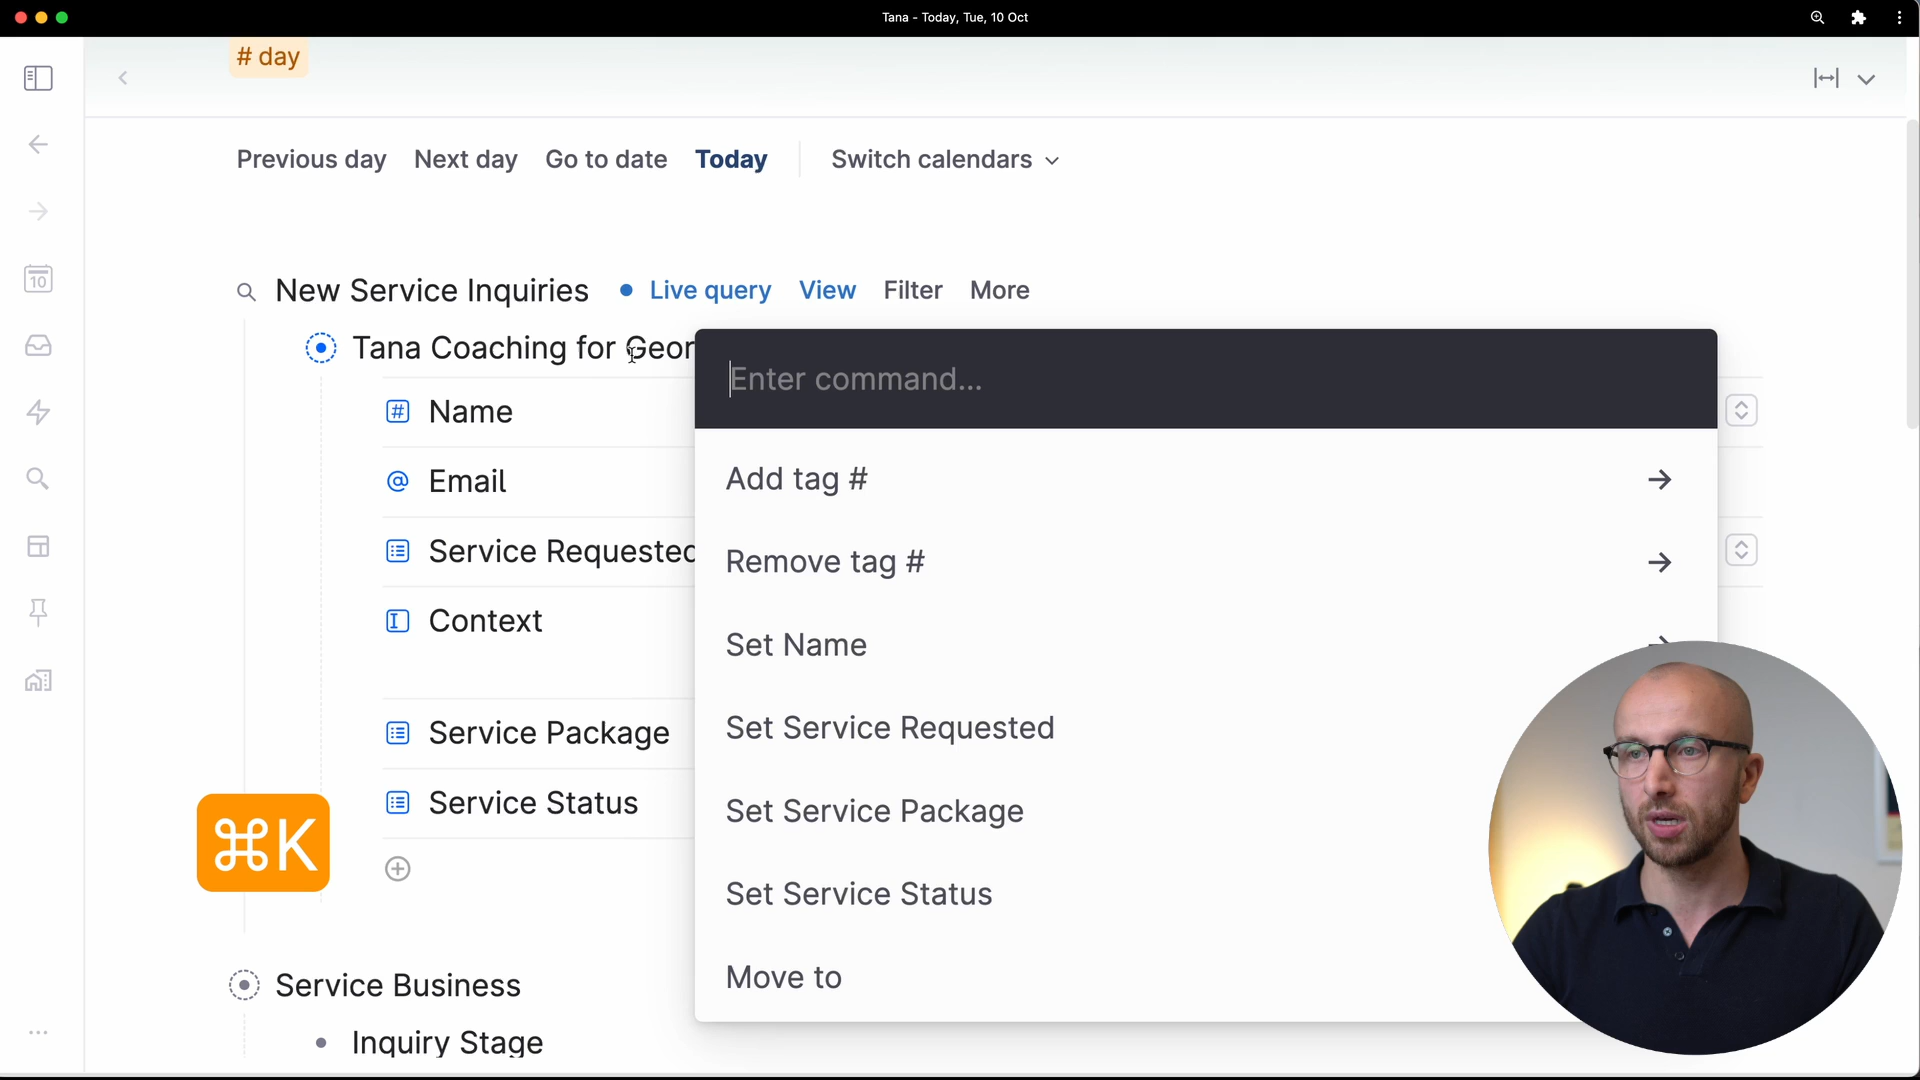 Tana - Today, Tue, 10 Oct
# day
Previous day Next day Go to date Today Switch calendars
10
New Service Inquiries Live query View Filter More
Tana Coaching for Geor
Enter command...
Name
Add tag #
Email
Service Requested
Remove tag #
Context
Set Name
Service Package
Set Service Requested
Service Status
Set Service Package
⌘K
Set Service Status
Service Business
Move to
Inquiry Stage